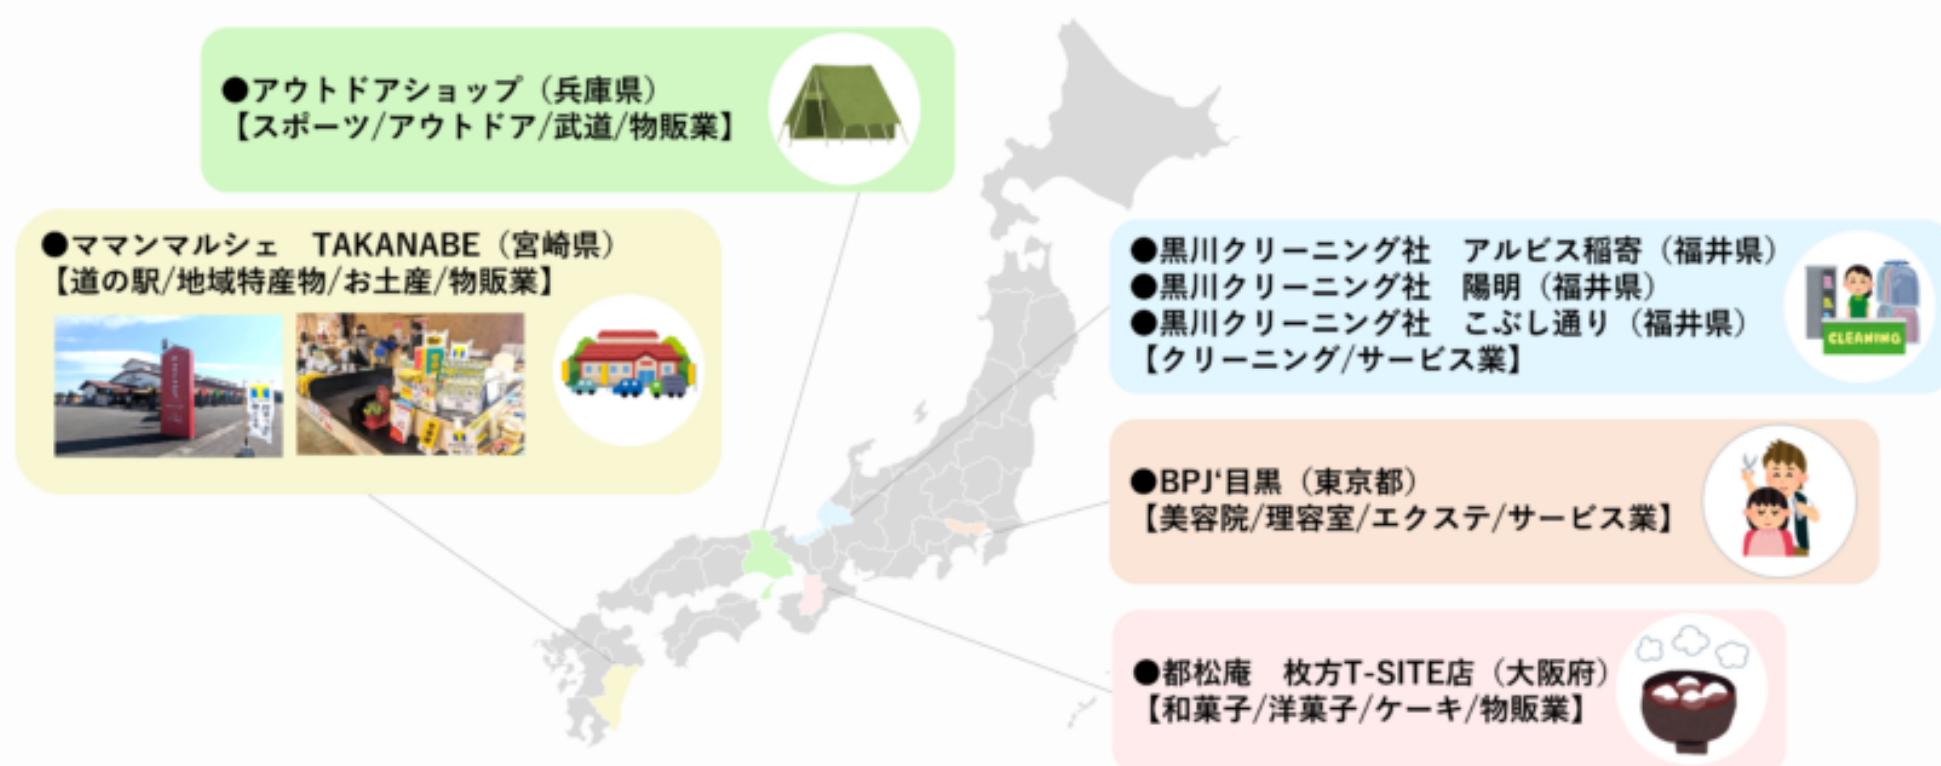 ●アウトドアショップ（兵庫県）
【スポーツ/アウトドア/武道/物販業】
●ママンマルシェ　TAKANABE（宮崎県）
【道の駅/地域特産物/お土産/物販業】
●黒川クリーニング社　アルビス稲寄（福井県）
●黒川クリーニング社　陽明（福井県）
●黒川クリーニング社　こぶし通り（福井県）
【クリーニング/サービス業】
CLEANING
●BPJ‘目黒（東京都）
【美容院/理容室/エクステ/サービス業】
●都松庵　枚方T-SITE店（大阪府）
【和菓子/洋菓子/ケーキ/物販業】